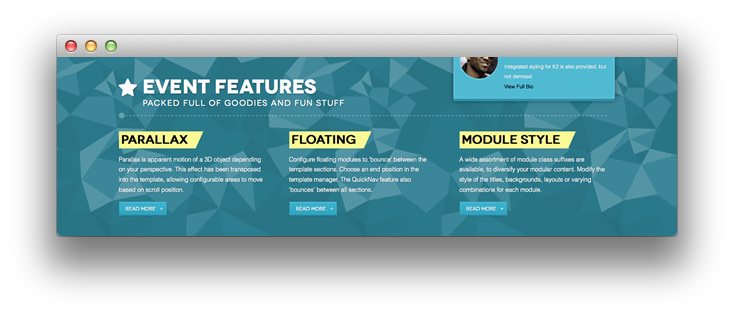 Integrated styling for K2 is also provided, but
not demoed.
View Full Bio
EVENT FEATURES
PACKED FULL OF GOODIES AND FUN STUFF
PARALLAX
Parallax is apparent motion of a 3D object depending
on your perspective. This effect has been transposed
into the template, allowing configurable areas to move
based on scroll position.
READ MORE +
FLOATING
Configure floating modules to 'bounce' between the
template sections. Choose an end position in the
template manager. The QuickNav feature also
'bounces' between all sections.
READ MORE +
MODULE STYLE
A wide assortment of module class suffixes are
available, to diversify your modular content. Modify the
style of the titles, backgrounds, layouts or varying
combinations for each module.
READ MORE +